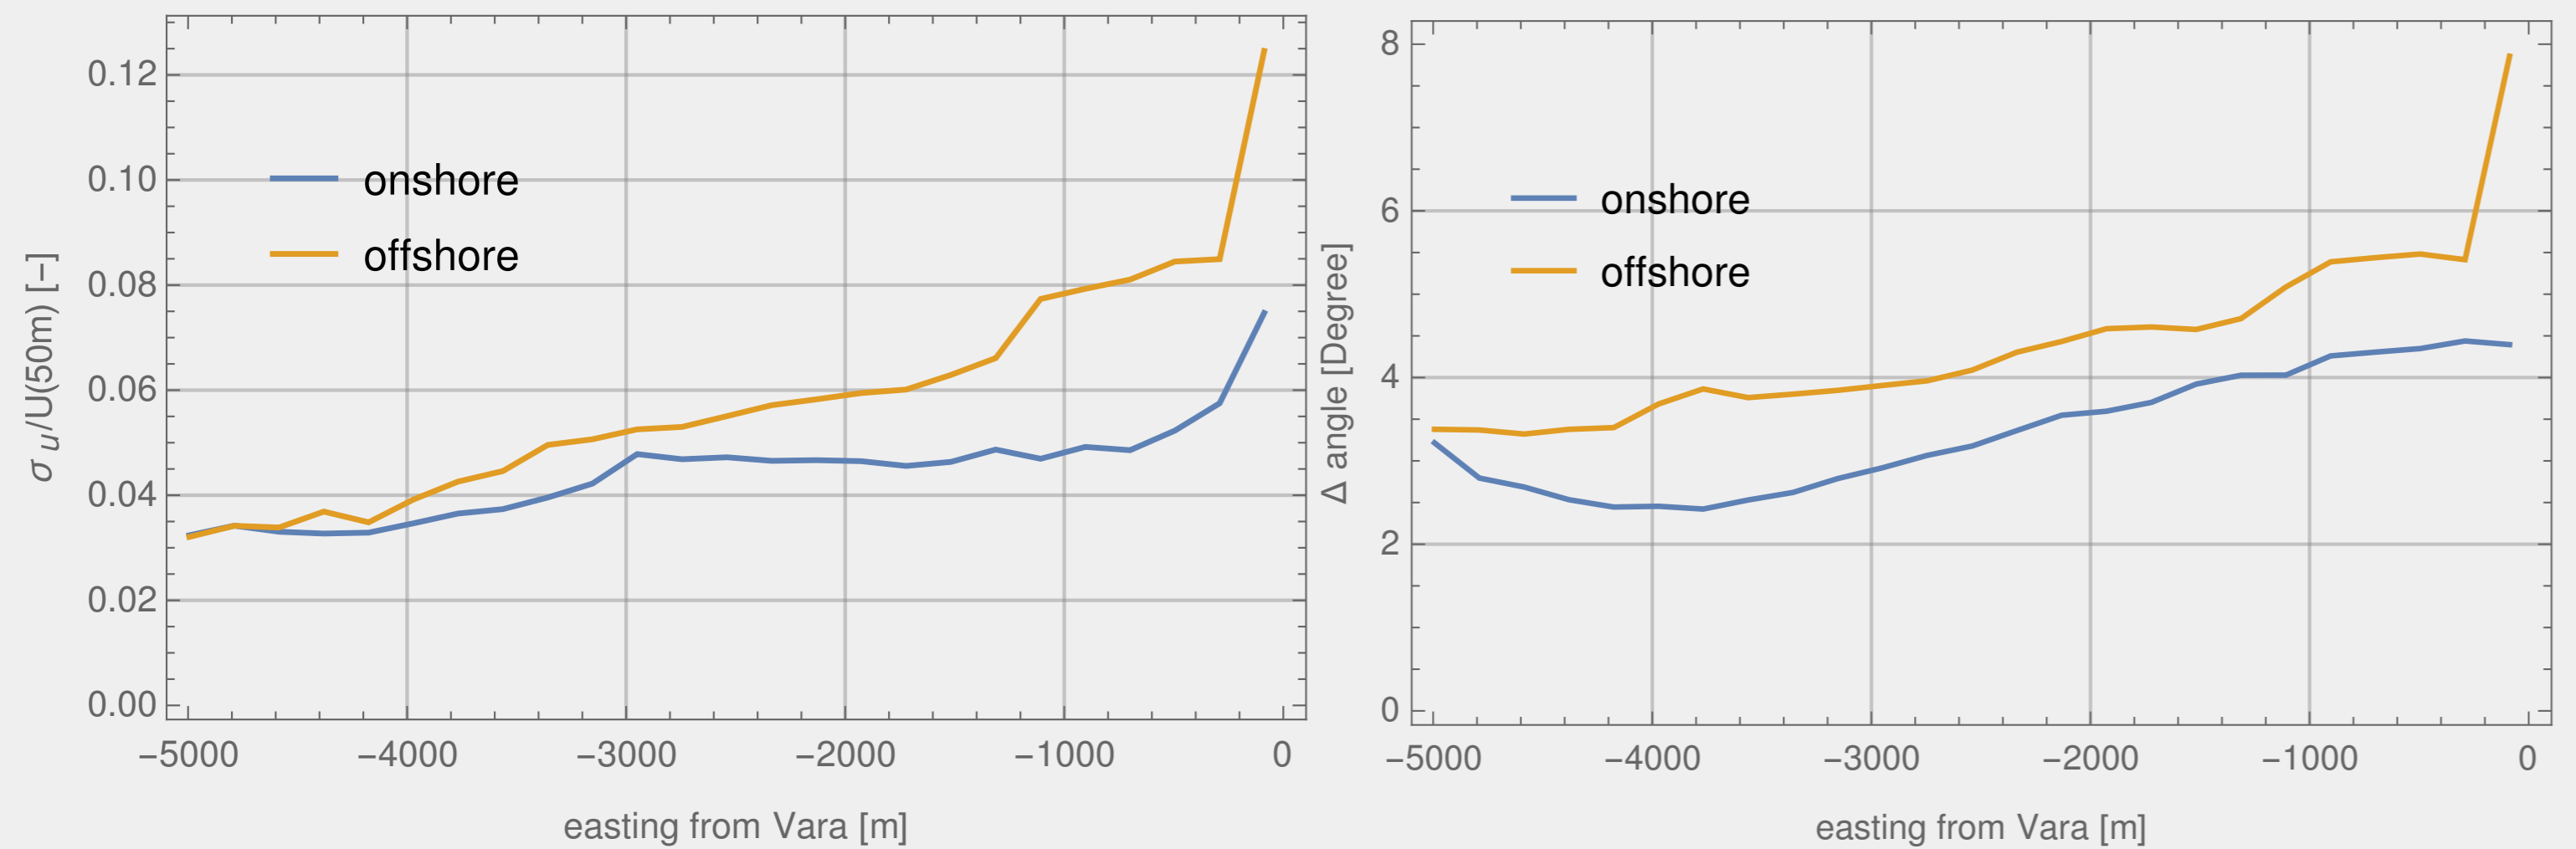 σ u/U(50m) [−]
0.12
0.10
0.08
0.06
0.04
0.02
0.00
onshore
offshore
−5000 −4000 −3000 −2000 −1000 0
easting from Vara [m]
Δ angle [Degree]
8
6
4
2
0
onshore
offshore
−5000 −4000 −3000 −2000 −1000 0
easting from Vara [m]